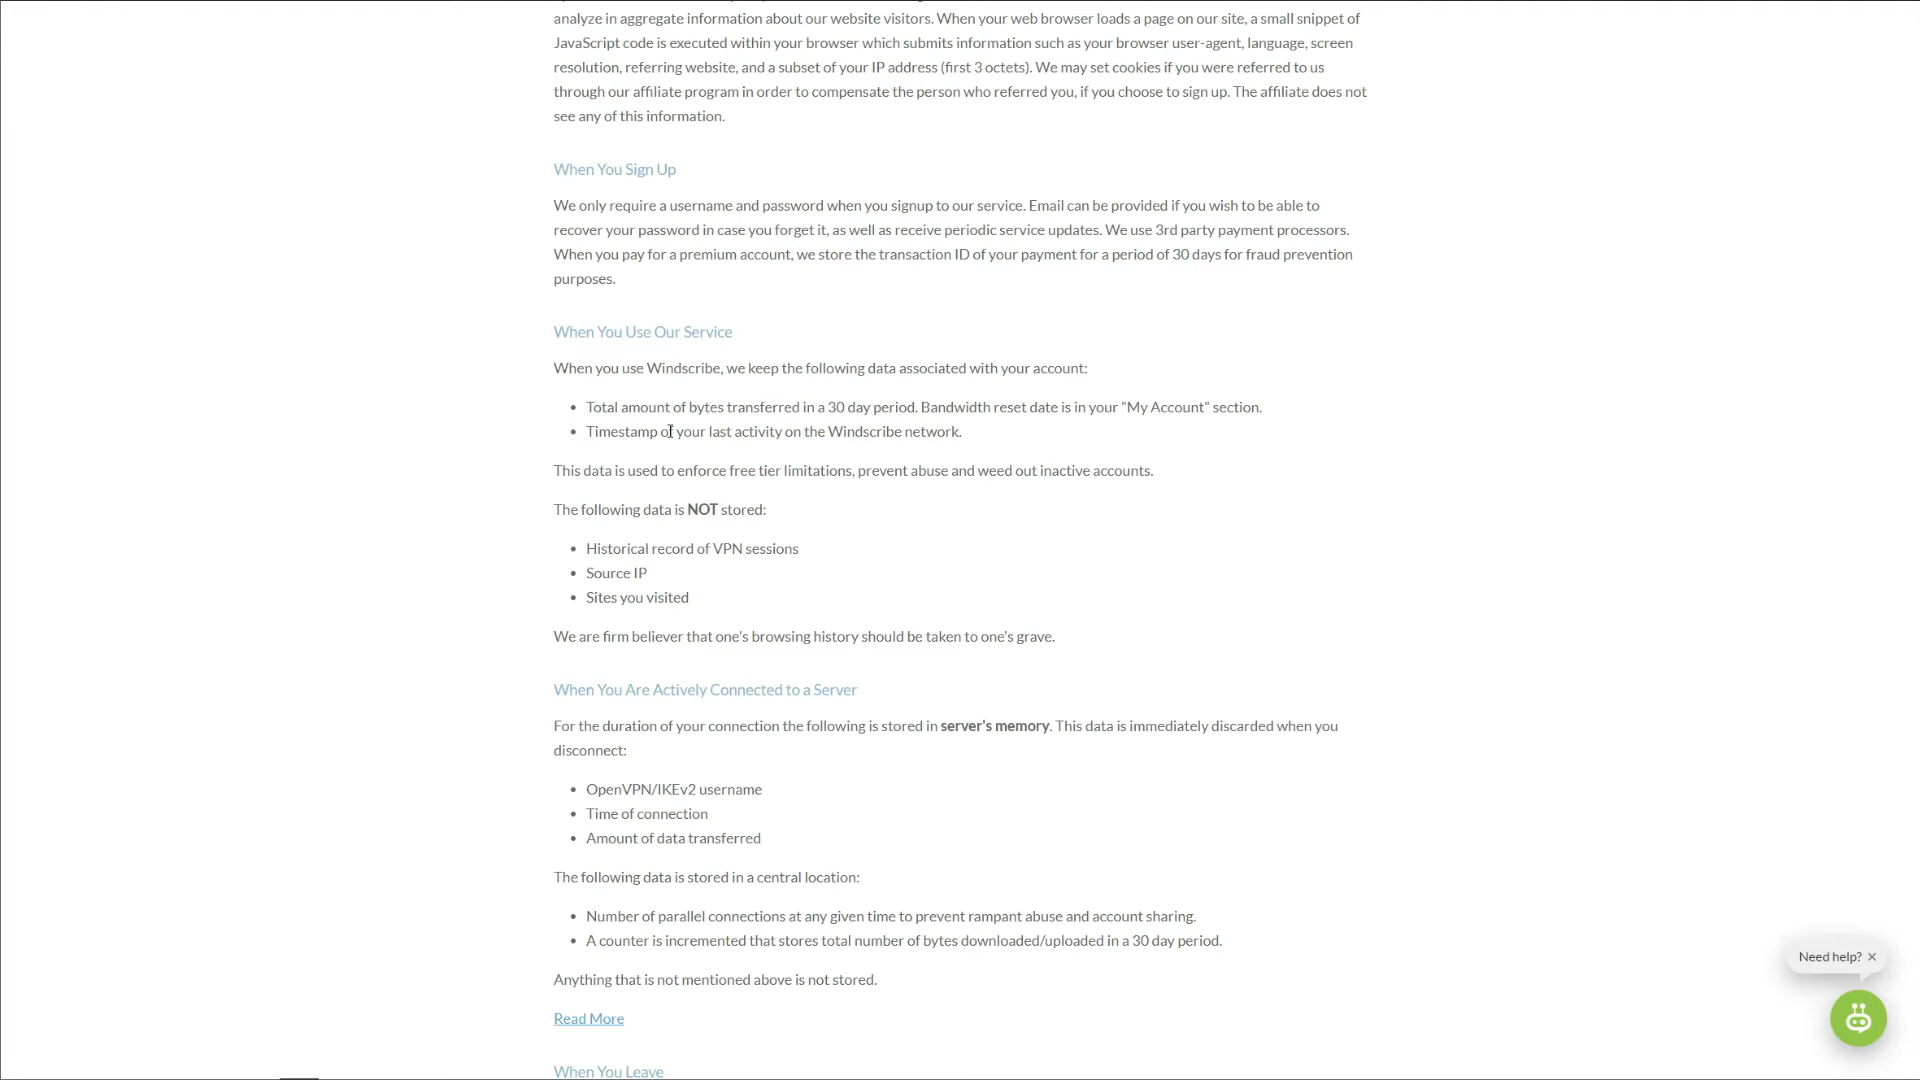 analyze in aggregate information about our website visitors. When your web browser loads a page on our site, a small snippet of
JavaScript code is executed within your browser which submits information such as your browser user-agent, language, screen
resolution, referring website, and a subset of your IP address (first 3 octets). We may set cookies if you were referred to us
through our affiliate program in order to compensate the person who referred you, if you choose to sign up. The affiliate does not
see any of this information.
When You Sign Up
We only require a username and password when you signup to our service. Email can be provided if you wish to be able to
recover your password in case you forget it, as well as receive periodic service updates. We use 3rd party payment processors.
When you pay for a premium account, we store the transaction ID of your payment for a period of 30 days for fraud prevention
purposes.
When You Use Our Service
When you use Windscribe, we keep the following data associated with your account:
• Total amount of bytes transferred in a 30 day period. Bandwidth reset date is in your "My Account" section.
• Timestamp of your last activity on the Windscribe network.
This data is used to enforce free tier limitations, prevent abuse and weed out inactive accounts.
The following data is NOT stored:
• Historical record of VPN sessions
• Source IP
• Sites you visited
We are firm believer that one's browsing history should be taken to one's grave.
When You Are Actively Connected to a Server
For the duration of your connection the following is stored in server's memory. This data is immediately discarded when you
disconnect:
• OpenVPN/IKEv2 username
• Time of connection
• Amount of data transferred
The following data is stored in a central location:
• Number of parallel connections at any given time to prevent rampant abuse and account sharing.
• A counter is incremented that stores total number of bytes downloaded/uploaded in a 30 day period.
Anything that is not mentioned above is not stored.
Read More
When You Leave
Need help? ×